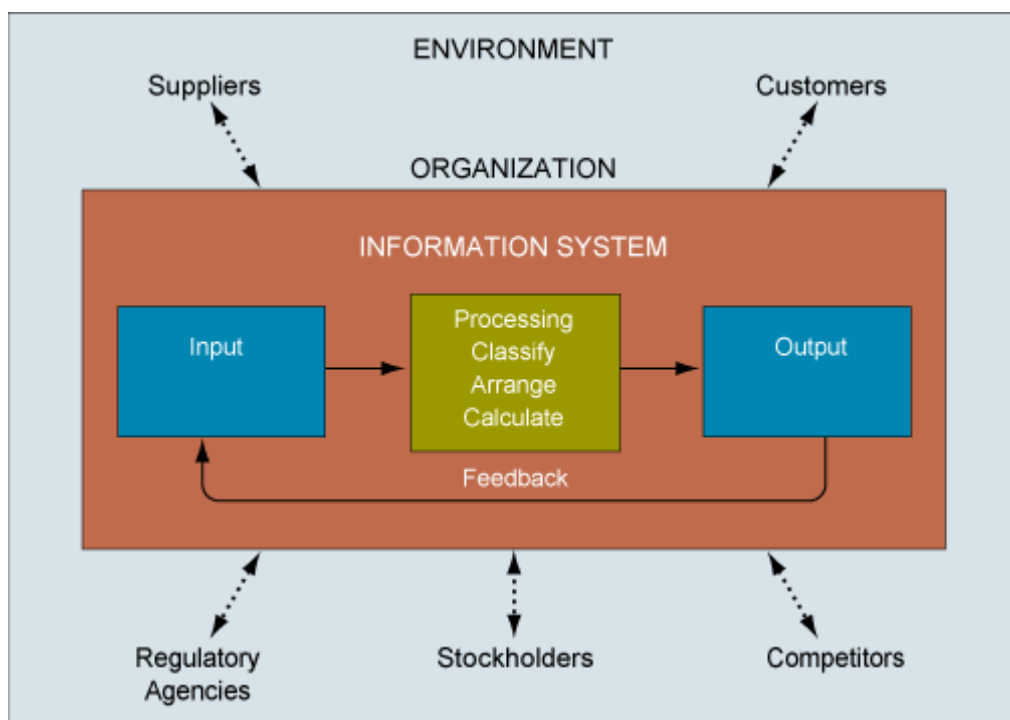 ENVIRONMENT
Suppliers
Customers
ORGANIZATION
INFORMATION SYSTEM
Input
Processing
Classify
Arrange
Calculate
Output
Feedback
Regulatory
Agencies
Stockholders
Competitors